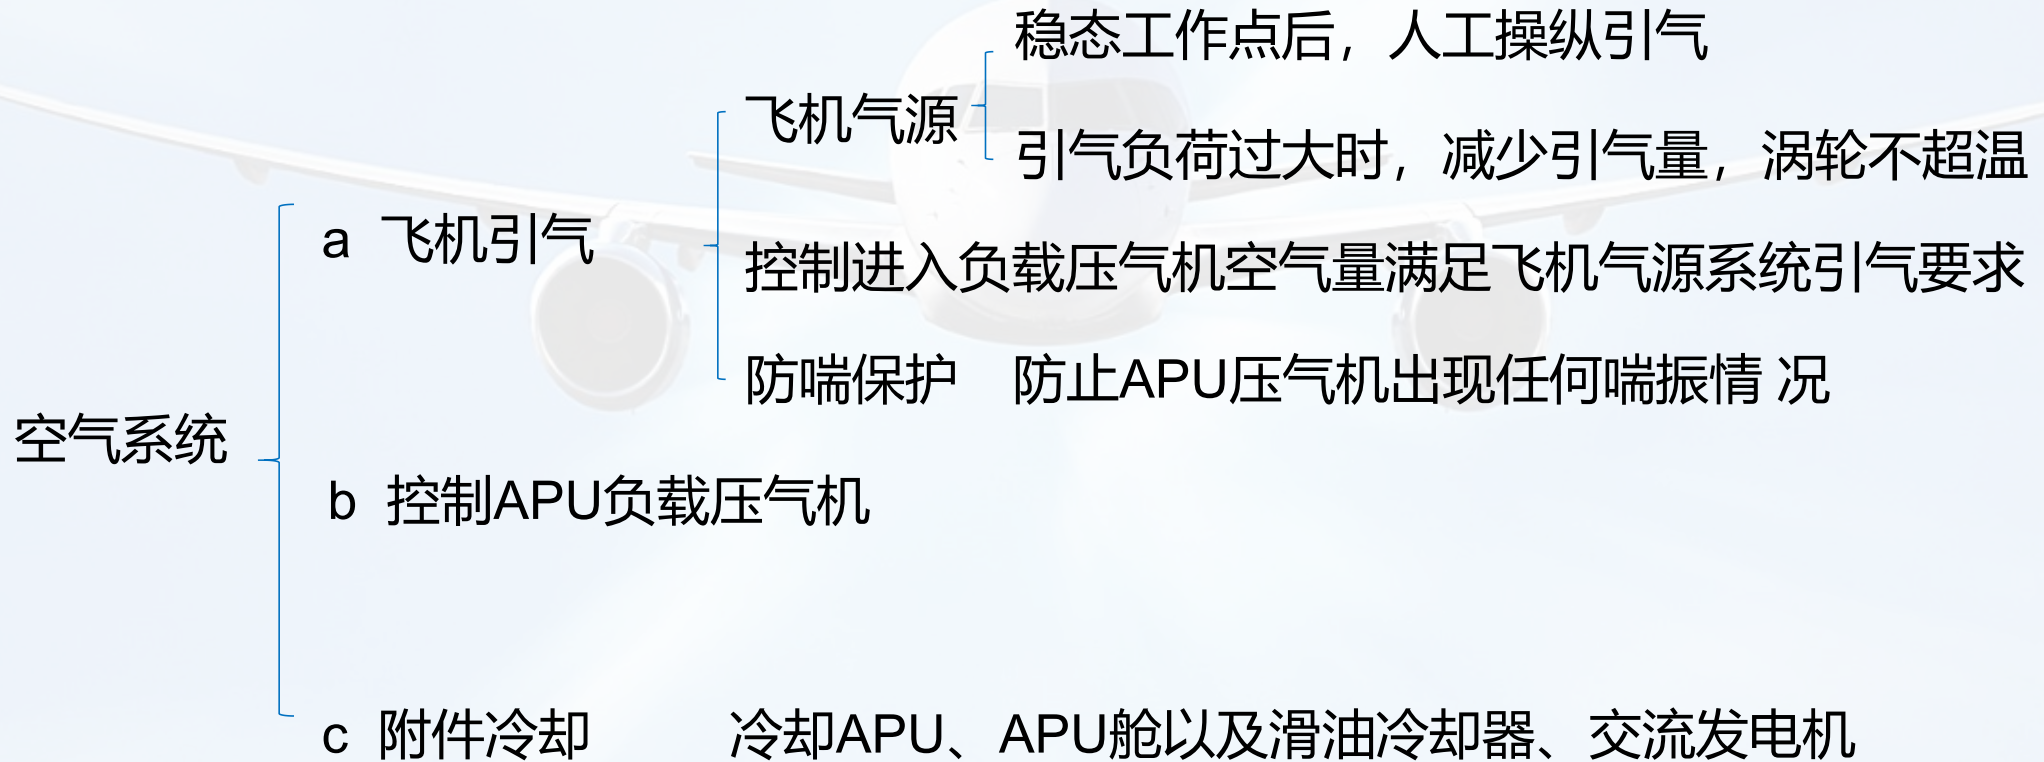 稳态工作点后，人工操纵引气
飞机气源
引气负荷过大时，减少引气量，涡轮不超温
a 飞机引气
控制进入负载压气机空气量满足飞机气源系统引气要求
防喘保护 防止APU压气机出现任何喘振情 况
空气系统
b 控制APU负载压气机
c 附件冷却 冷却APU、APU舱以及滑油冷却器、交流发电机